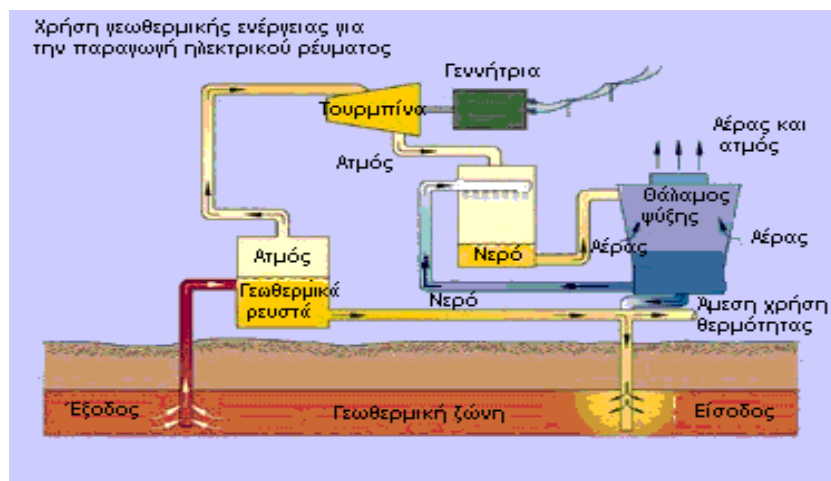 Χρήση γεωθερμικής ενέργειας για
την παραγωγή ηλεκτρικού ρέυματος
Γεννήτρια
Τουρμπίνα
Αέρας και
ατμός
Ατμός
Θάλαμος
ψύξης
Ατμός
Νερό
Αέρας
Αέρας
Γεωθερμικά
ρευστά
Νερό
Άμεση χρήση
θερμότητας
Έξοδος
Γεωθερμική ζώνη
Είσοδος